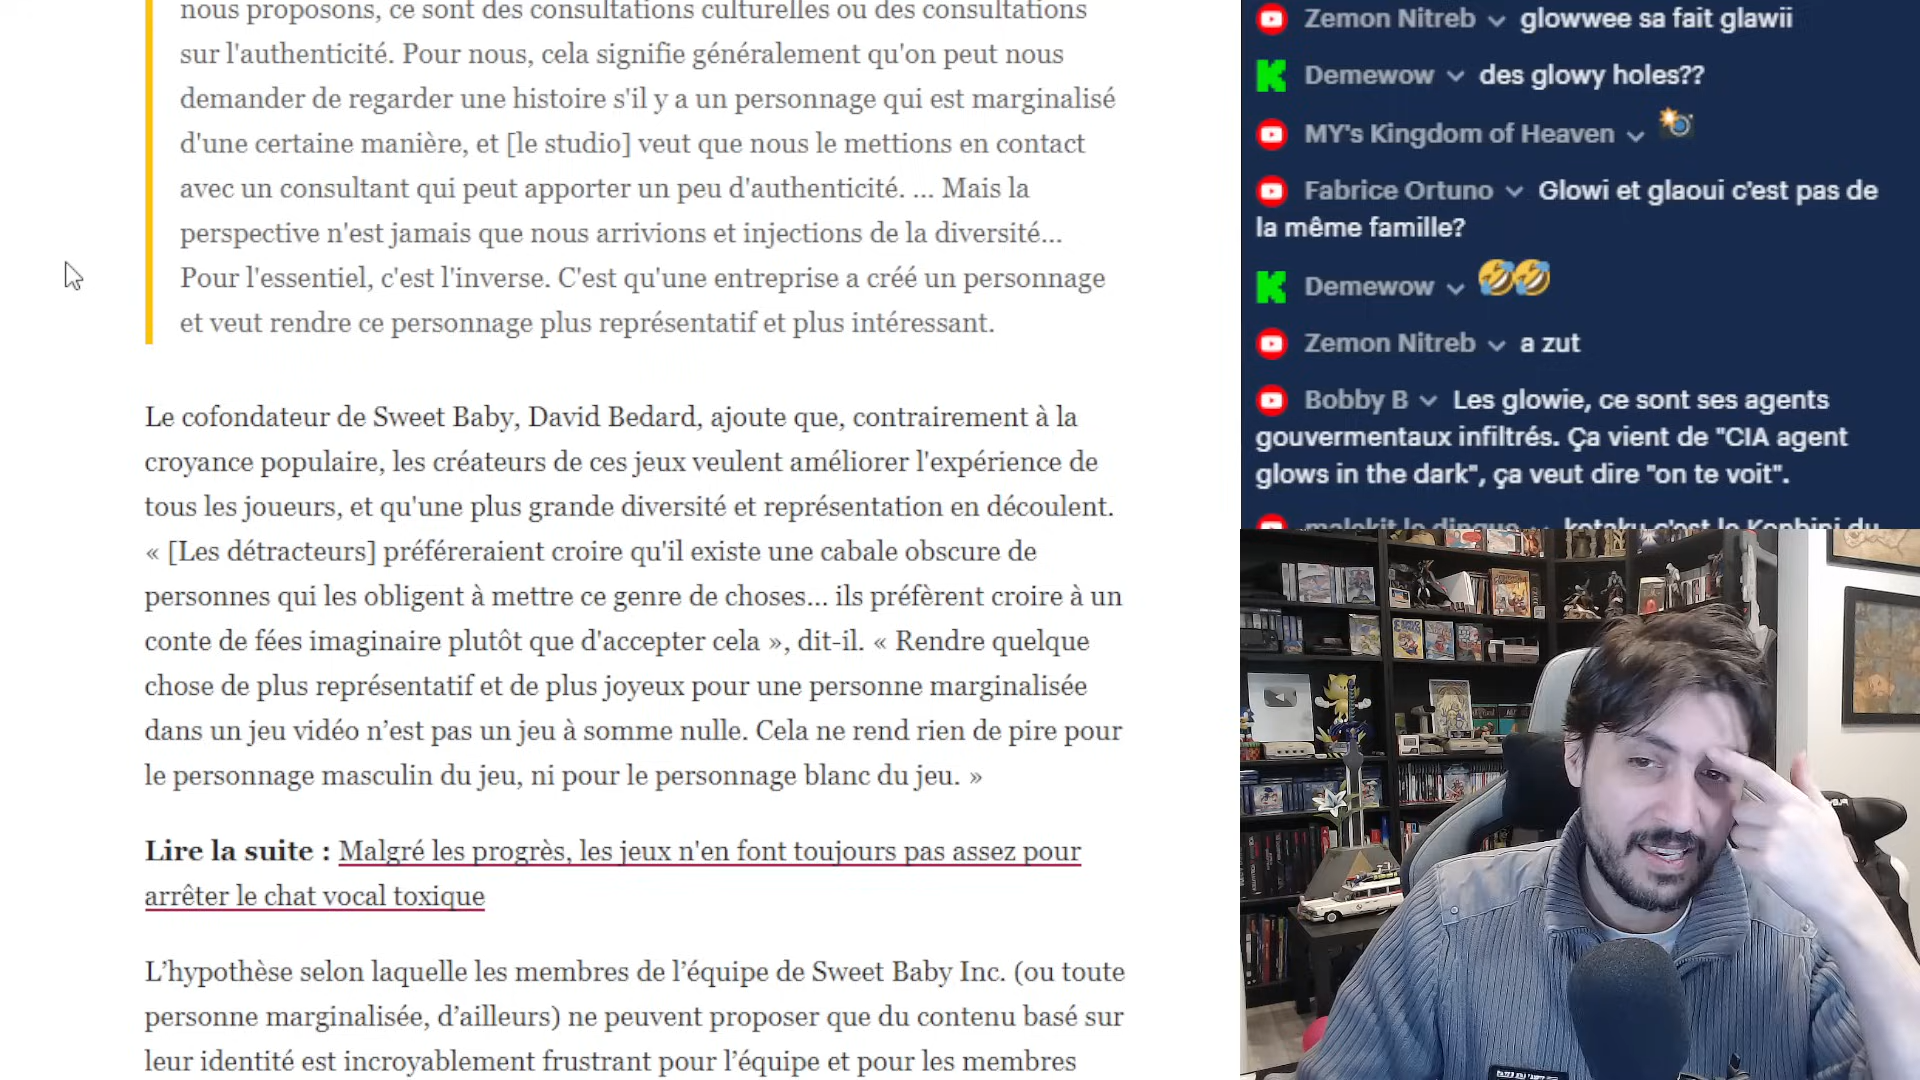 nous proposons, ce sont des consultations culturelles ou des consultations
sur l'authenticité. Pour nous, cela signifie généralement qu'on peut nous
demander de regarder une histoire s'il y a un personnage qui est marginalisé
d'une certaine manière, et [le studio] veut que nous le mettions en contact
avec un consultant qui peut apporter un peu d'authenticité. ... Mais la
perspective n'est jamais que nous arrivions et injections de la diversité...
Pour l'essentiel, c'est l'inverse. C'est qu'une entreprise a créé un personnage
et veut rendre ce personnage plus représentatif et plus intéressant.
Le cofondateur de Sweet Baby, David Bedard, ajoute que, contrairement à la
croyance populaire, les créateurs de ces jeux veulent améliorer l'expérience de
tous les joueurs, et qu'une plus grande diversité et représentation en découlent.
« [Les détracteurs] préféreraient croire qu'il existe une cabale obscure de
personnes qui les obligent à mettre ce genre de choses... ils préfèrent croire à un
conte de fées imaginaire plutôt que d'accepter cela », dit-il. « Rendre quelque
chose de plus représentatif et de plus joyeux pour une personne marginalisée
dans un jeu vidéo n’est pas un jeu à somme nulle. Cela ne rend rien de pire pour
le personnage masculin du jeu, ni pour le personnage blanc du jeu. »
Lire la suite : Malgré les progrès, les jeux n'en font toujours pas assez pour
arrêter le chat vocal toxique
L’hypothèse selon laquelle les membres de l’équipe de Sweet Baby Inc. (ou toute
personne marginalisée, d’ailleurs) ne peuvent proposer que du contenu basé sur
leur identité est incroyablement frustrant pour l’équipe et pour les membres
Zemon Nitreb glowwee sa fait glawii
Demewow des glowy holes??
MY's Kingdom of Heaven
Fabrice Ortuno Glowi et glaoui c'est pas de
la même famille?
Demewow
Zemon Nitreb a zut
Bobby B Les glowie, ce sont ses agents
gouvermentaux infiltrés. Ça vient de "CIA agent
glows in the dark", ça veut dire "on te voit".
malokit le dingue kotaku c'est le Konbini du